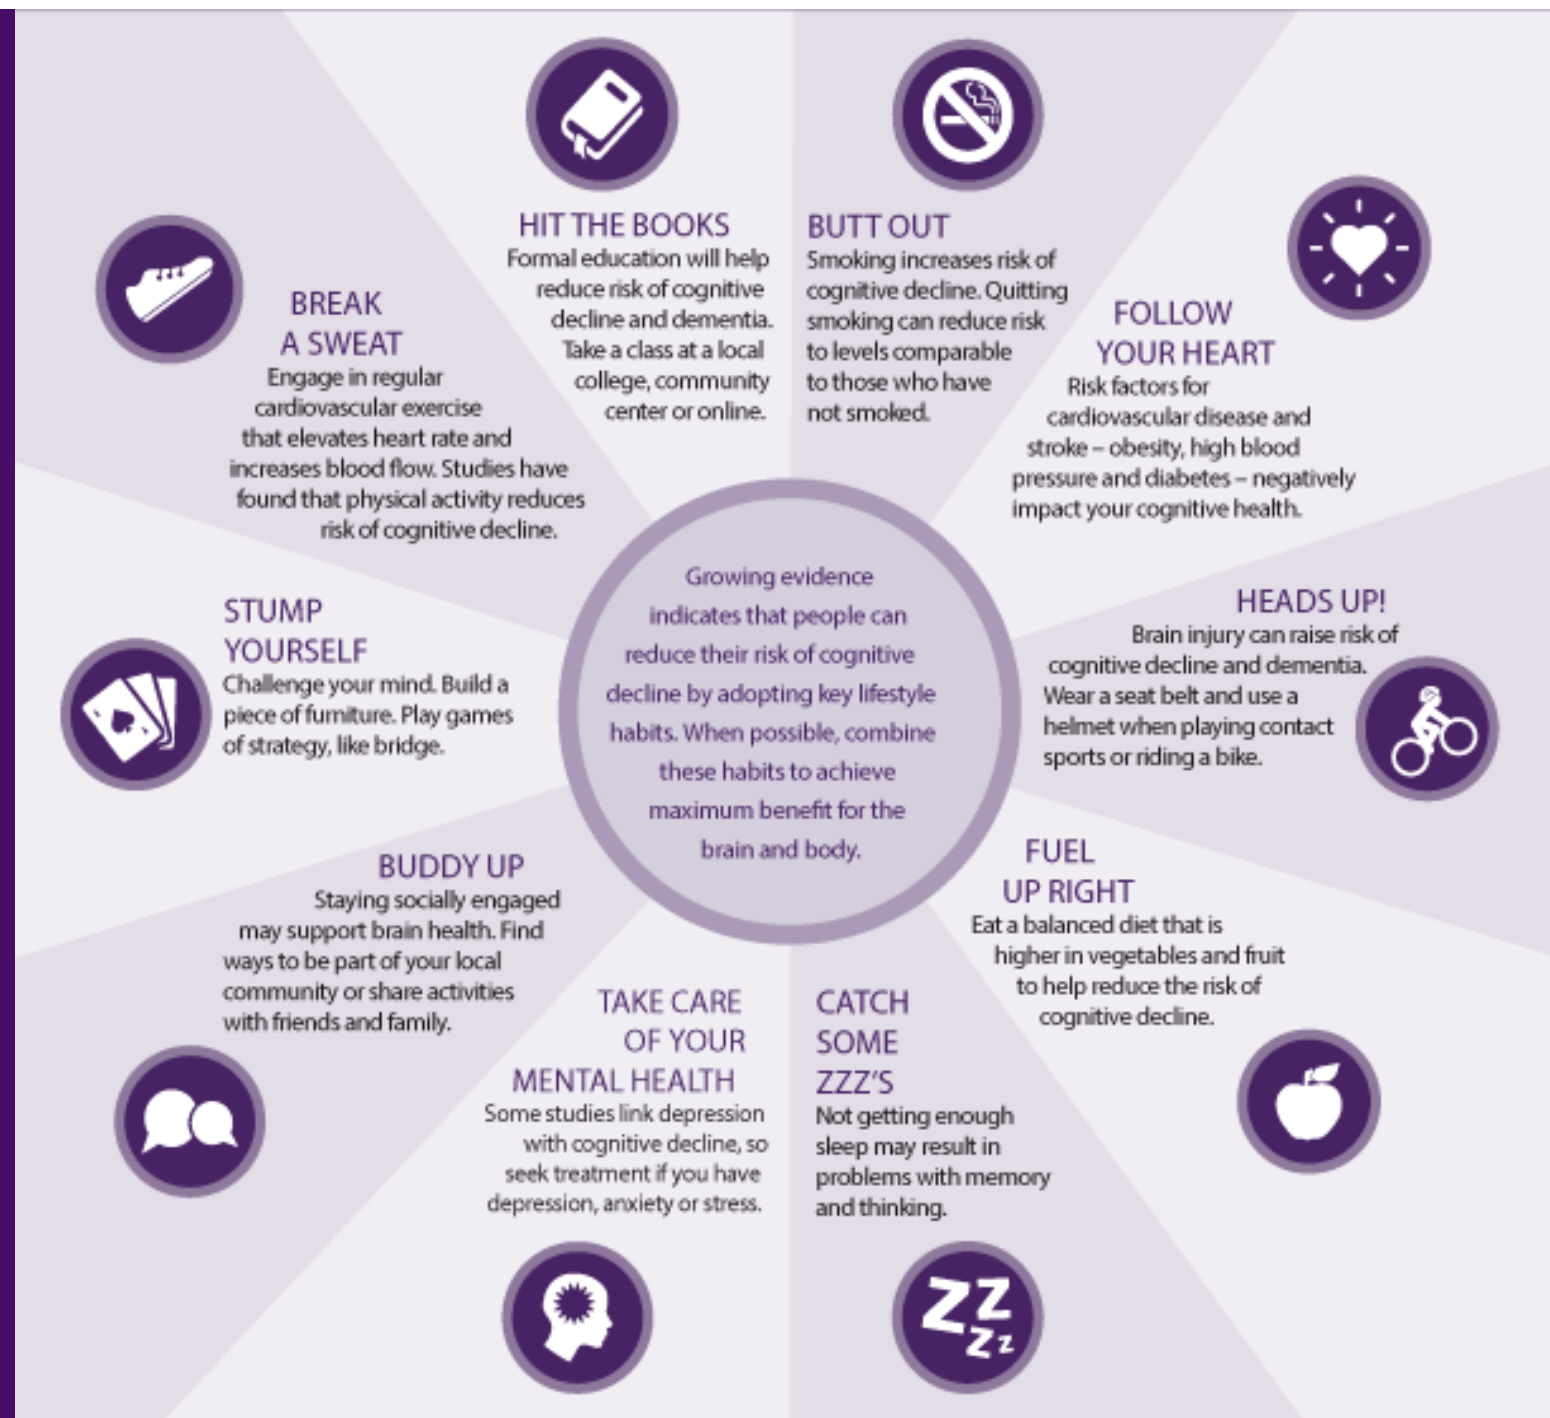 HIT THE BOOKS
Formal education will help
reduce risk of cognitive
decline and dementia.
Take a class at a local
college, community
center or online.
BUTT OUT
Smoking increases risk of
cognitive decline. Quitting
smoking can reduce risk
to levels comparable
to those who have
not smoked.
FOLLOW
YOUR HEART
Risk factors for
cardiovascular disease and
stroke – obesity, high blood
pressure and diabetes – negatively
impact your cognitive health.
HEADS UP!
Brain injury can raise risk of
cognitive decline and dementia.
Wear a seat belt and use a
helmet when playing contact
sports or riding a bike.
FUEL
UP RIGHT
Eat a balanced diet that is
higher in vegetables and fruit
to help reduce the risk of
cognitive decline.
CATCH
SOME
ZZZ'S
Not getting enough
sleep may result in
problems with memory
and thinking.
Z Z
Z z
TAKE CARE
OF YOUR
MENTAL HEALTH
Some studies link depression
with cognitive decline, so
seek treatment if you have
depression, anxiety or stress.
BUDDY UP
Staying socially engaged
may support brain health. Find
ways to be part of your local
community or share activities
with friends and family.
STUMP
YOURSELF
Challenge your mind. Build a
piece of furniture. Play games
of strategy, like bridge.
BREAK
A SWEAT
Engage in regular
cardiovascular exercise
that elevates heart rate and
increases blood flow. Studies have
found that physical activity reduces
risk of cognitive decline.
Growing evidence
indicates that people can
reduce their risk of cognitive
decline by adopting key lifestyle
habits. When possible, combine
these habits to achieve
maximum benefit for the
brain and body.